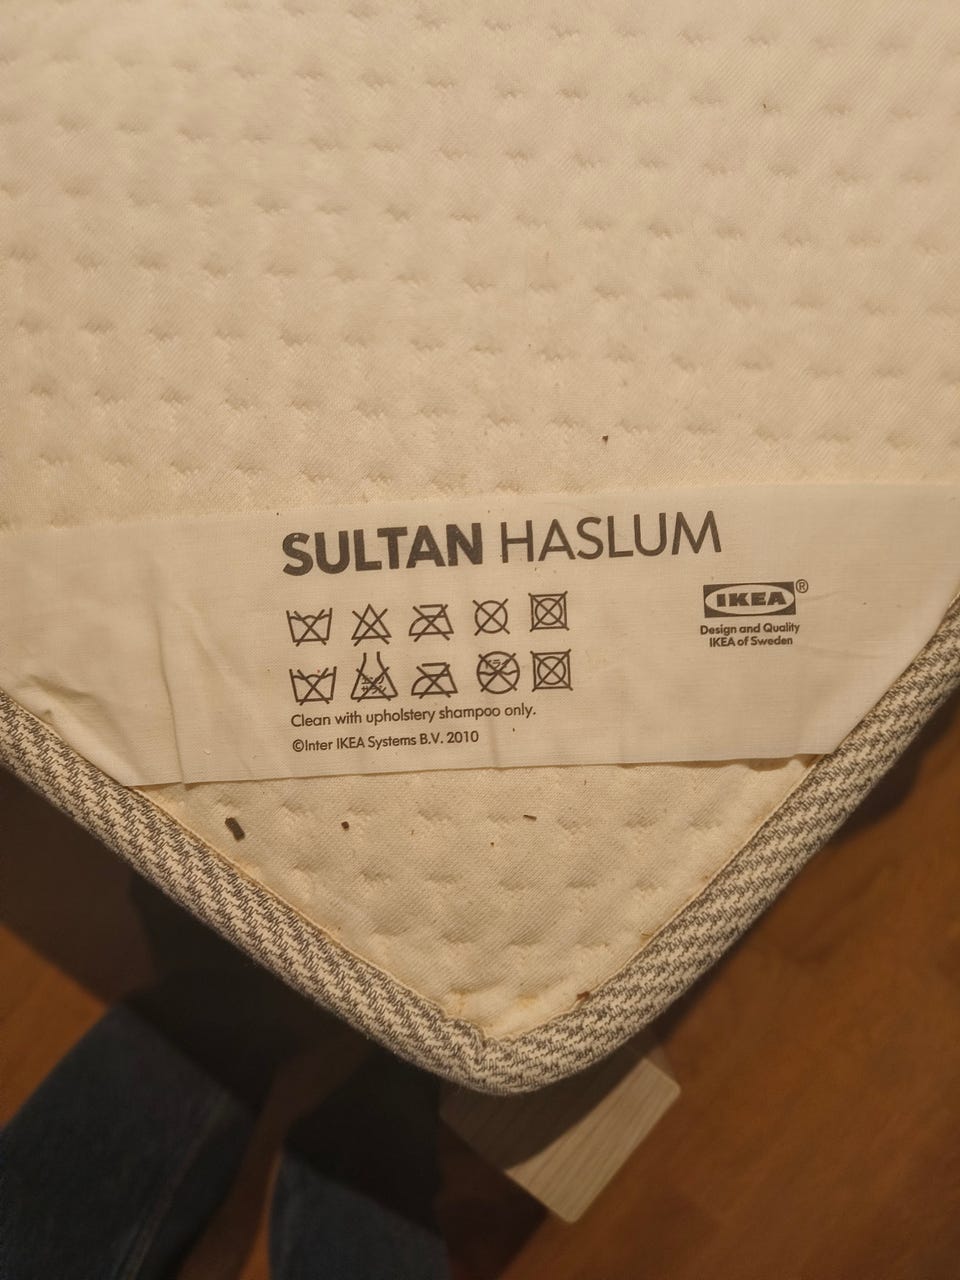 SULTAN HASLUM
IKEA®
Design and Quality
IKEA of Sweden
Clean with upholstery shampoo only.
©Inter IKEA Systems B.V. 2010